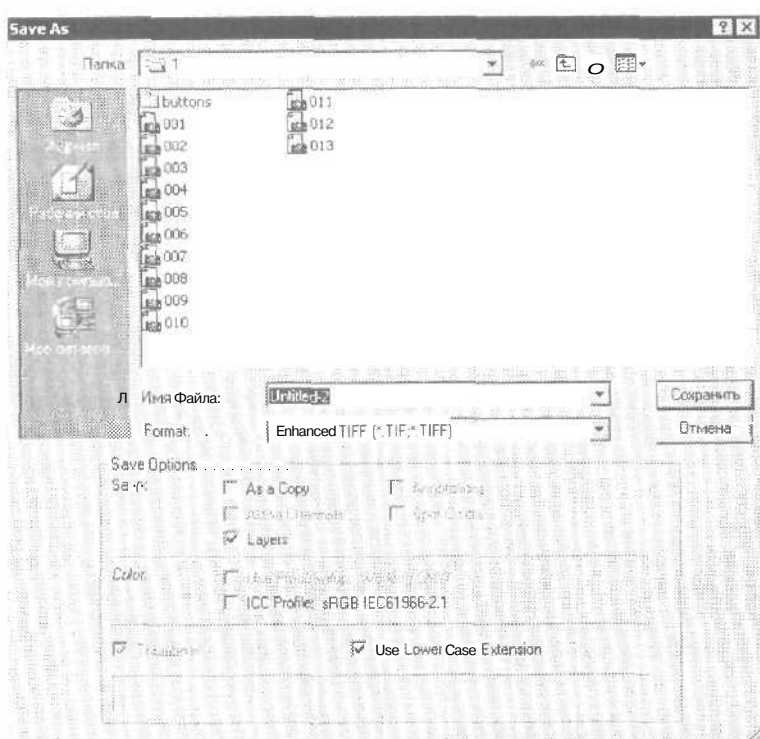 Save As
Папка 1
buttons
001
002
003
004
005
006
007
008
009
010
011
012
013
Имя Файла: Untitled-2 Сохранить
Format: Enhanced TIFF (*.TIF;*.TIFF) Отмена
Save Options
As a Copy
Layers
Color:
ICC Profile: sRGB IEC61966-2.1
Use Lower Case Extension